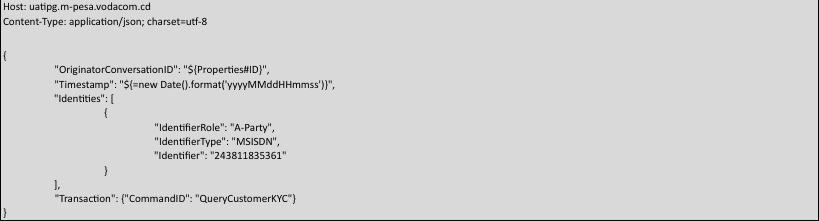 Host: uatipg.m-pesa.vodacom.cd
Content-Type: application/json; charset=utf-8
{
"OriginatorConversationID": "${Properties#ID}",
"Timestamp": "${=new Date().format('yyyyMMddHHmmss')}",
"Identities": [
{
"IdentifierRole": "A-Party",
"IdentifierType": "MSISDN",
"Identifier": "243811835361"
}
],
"Transaction": {"CommandID": "QueryCustomerKYC"}
}